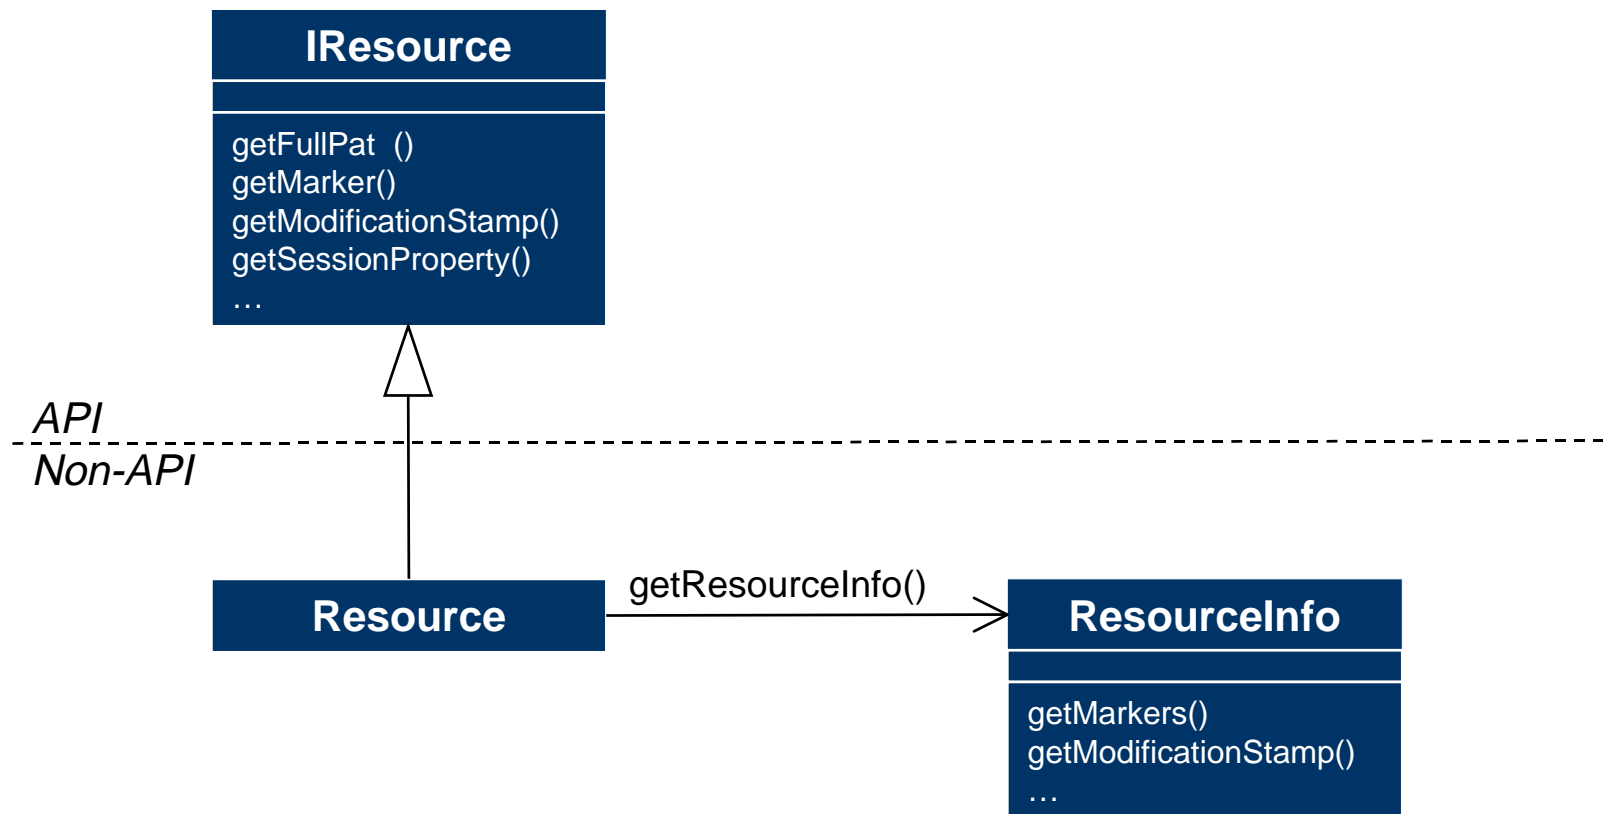 IResource
getFullPat ()
getMarker()
getModificationStamp()
getSessionProperty()
…
API
Non-API
Resource
getResourceInfo()
ResourceInfo
getMarkers()
getModificationStamp()
…